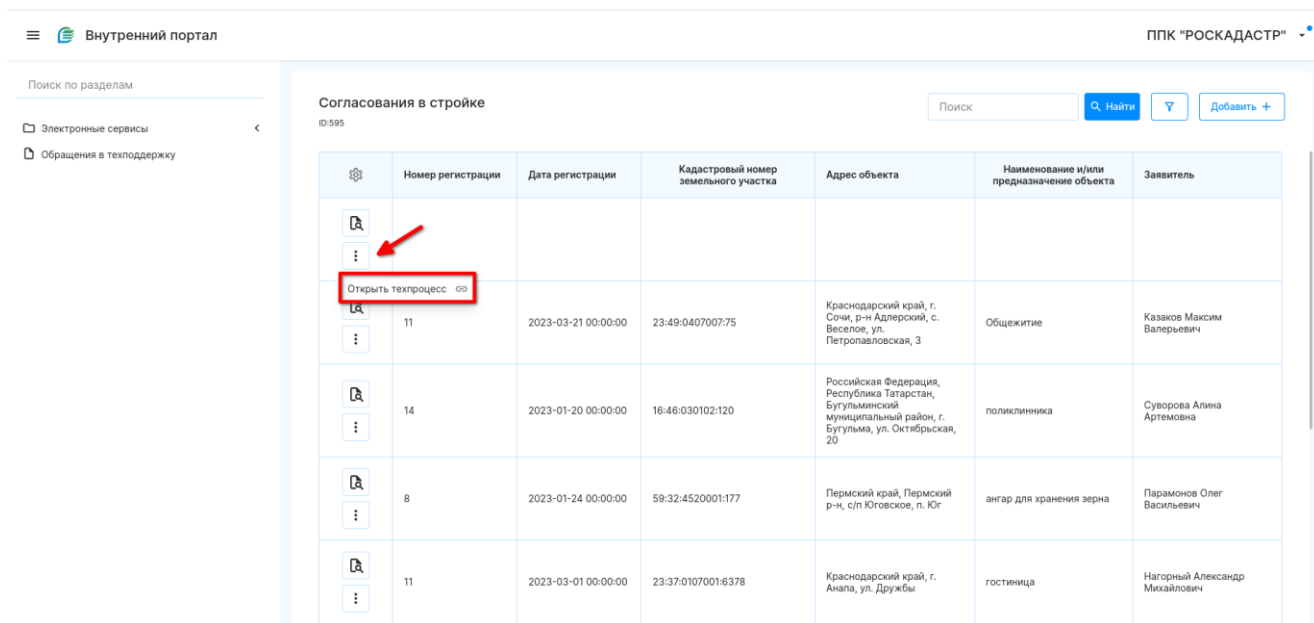 Внутренний портал
ППК "РОСКАДАСТР"
Поиск по разделам
Электронные сервисы
Обращения в техподдержку
Согласования в стройке
ID:595
Поиск
Найти
Добавить +
Номер регистрации
Дата регистрации
Кадастровый номер
земельного участка
Адрес объекта
Наименование и/или
предназначение объекта
Заявитель
Открыть техпроцесс
11
2023-03-21 00:00:00
23:49:0407007:75
Краснодарский край, г.
Сочи, р-н Адлерский, с.
Веселое, ул.
Петропавловская, 3
Общежитие
Казаков Максим
Валерьевич
14
2023-01-20 00:00:00
16:46:030102:120
Российская Федерация,
Республика Татарстан,
Бугульминский
муниципальный район, г.
Бугульма, ул. Октябрьская,
20
поликлинника
Суворова Алина
Артемовна
8
2023-01-24 00:00:00
59:32:4520001:177
Пермский край, Пермский
р-н, с/п Юговское, п. Юг
ангар для хранения зерна
Парамонов Олег
Васильевич
11
2023-03-01 00:00:00
23:37:0107001:6378
Краснодарский край, г.
Анапа, ул. Дружбы
гостиница
Нагорный Александр
Михайлович